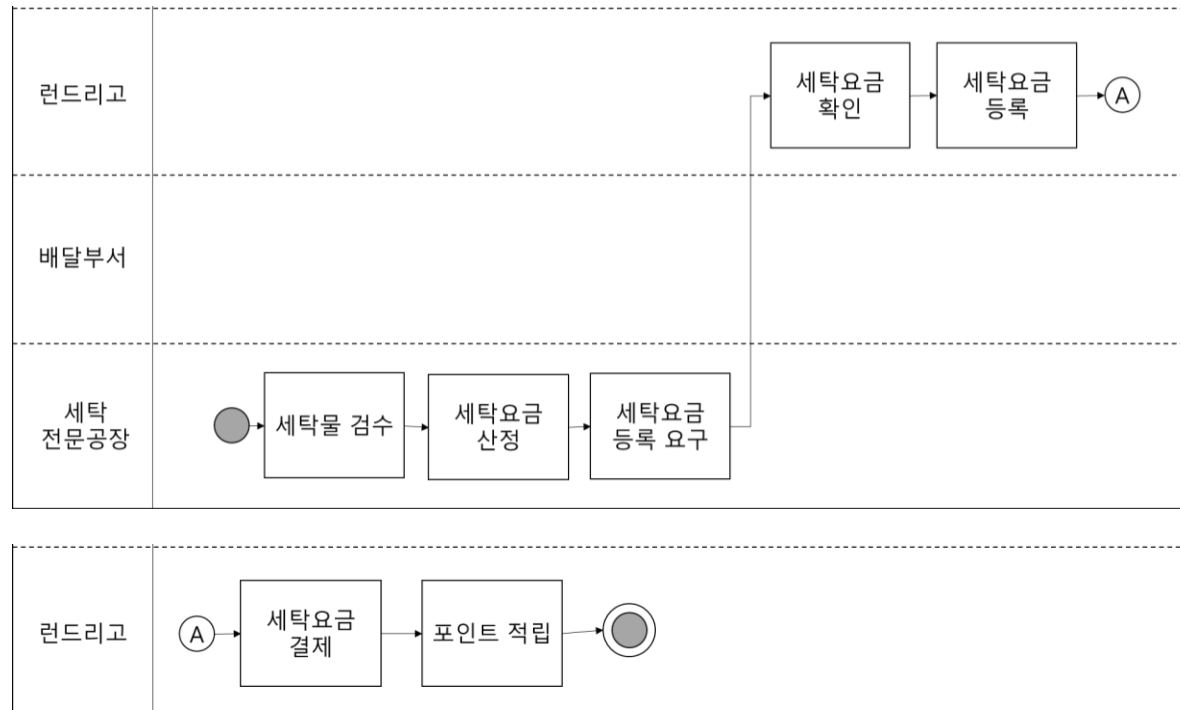 런드리고
세탁요금
확인
세탁요금
등록
A
배달부서
세탁
전문공장
세탁물 검수
세탁요금
산정
세탁요금
등록 요구
런드리고
A
세탁요금
결제
포인트 적립